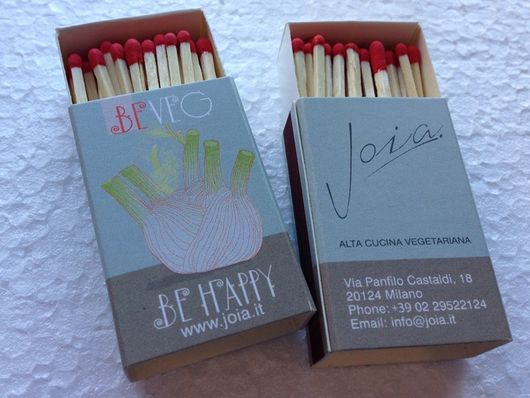 BEVEG
BE HAPPY
www.joia.it
Joia.
ALTA CUCINA VEGETARIANA
Via Panfilo Castaldi, 18
20124 Milano
Phone: +39 02 29522124
Email: info@joia.it